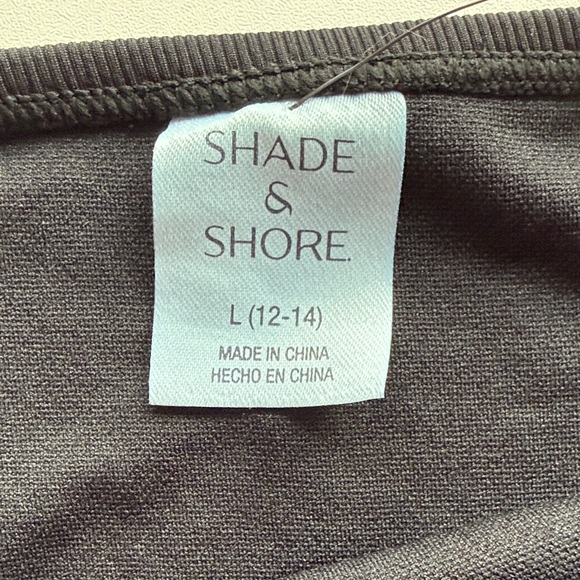 SHADE
&
SHORE.
L (12-14)
MADE IN CHINA
HECHO EN CHINA